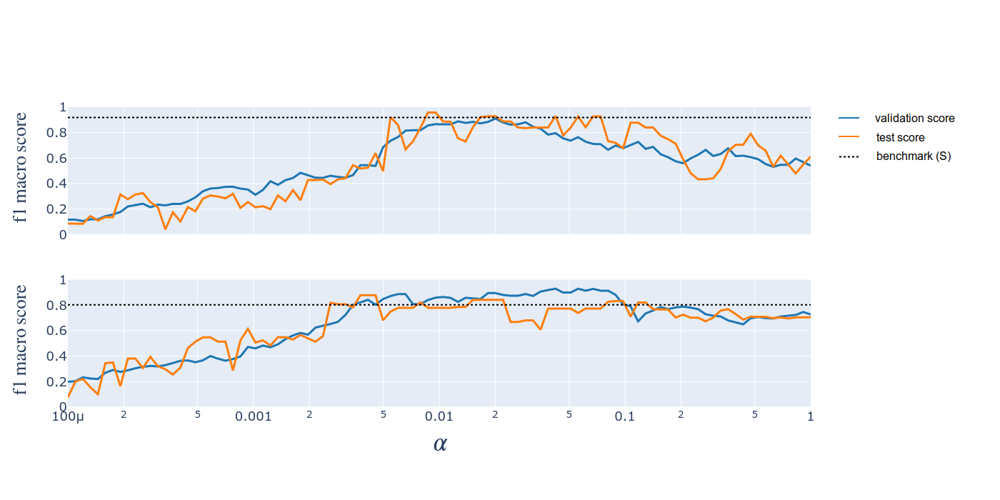 f1 macro score
1
0.8
0.6
0.4
0.2
0
validation score
test score
benchmark (S)
f1 macro score
1
0.8
0.6
0.4
0.2
0
100μ 2 5 0.001 2 5 0.01 2 5 0.1 2 5 1
α